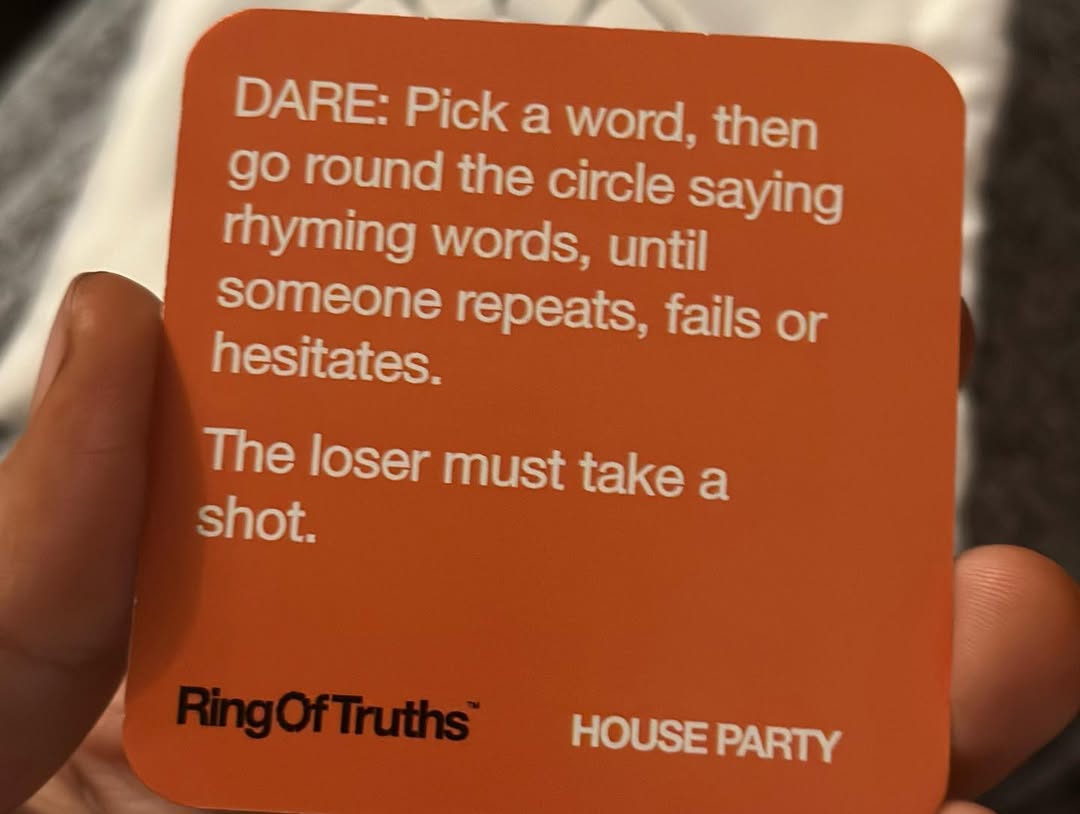 DARE: Pick a word, then
go round the circle saying
rhyming words, until
someone repeats, fails or
hesitates.
The loser must take a
shot.
RingOfTruths™
HOUSE PARTY